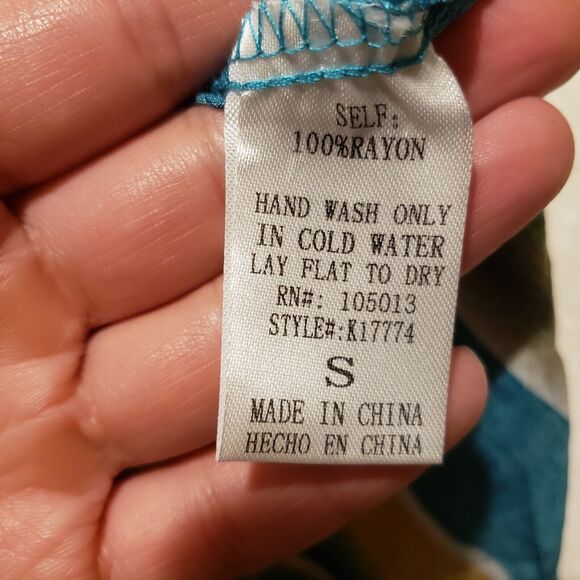 SELF:
100%RAYON
HAND WASH ONLY
IN COLD WATER
LAY FLAT TO DRY
RN#: 105013
STYLE#:K17774
S
MADE IN CHINA
HECHO EN CHINA